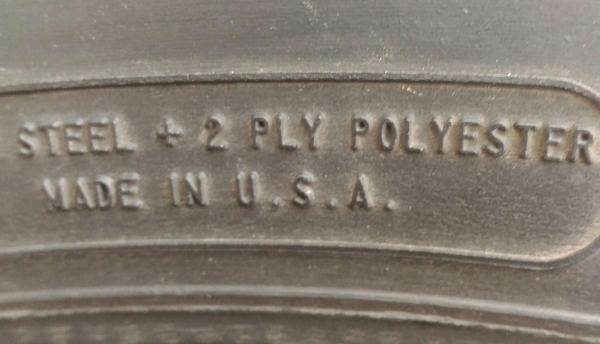 STEEL + 2 PLY POLYESTER
MADE IN U.S.A.